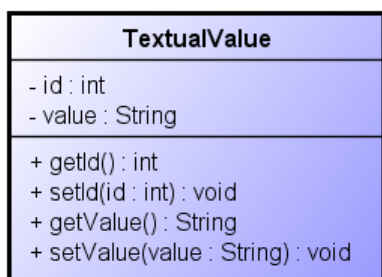 TextualValue
- id : int
- value : String
+ getId() : int
+ setId(id : int) : void
+ getValue() : String
+ setValue(value : String) : void